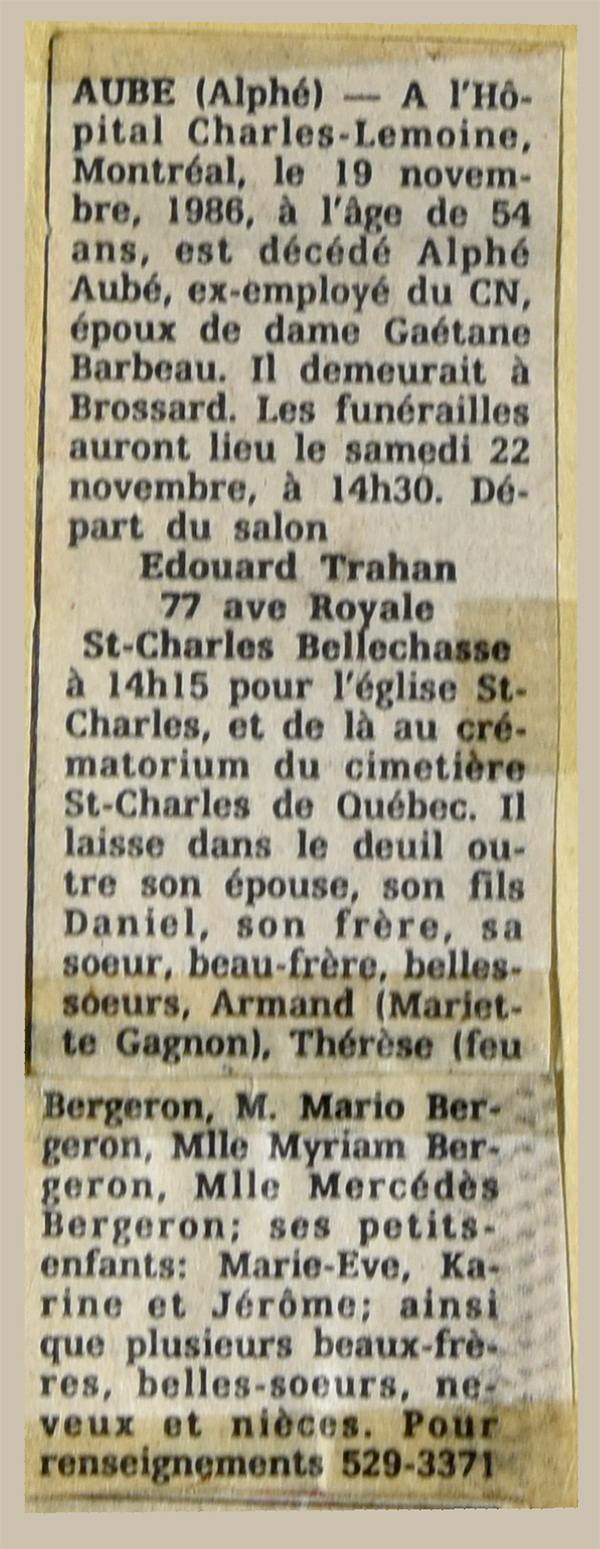 AUBE (Alphé) — A l'Hô-
pital Charles-Lemoine,
Montréal, le 19 novem-
bre, 1986, à l'âge de 54
ans, est décédé Alphé
Aubé, ex-employé du CN,
époux de dame Gaétane
Barbeau. Il demeurait à
Brossard. Les funérailles
auront lieu le samedi 22
novembre, à 14h30. Dé-
part du salon
Edouard Trahan
77 ave Royale
St-Charles Bellechasse
à 14h15 pour l'église St-
Charles, et de là au cré-
matorium du cimetière
St-Charles de Québec. Il
laisse dans le deuil ou-
tre son épouse, son fils
Daniel, son frère, sa
soeur, beau-frère, belles-
soeurs, Armand (Mariet-
te Gagnon), Thérèse (feu
Bergeron, M. Mario Ber-
geron, Mlle Myriam Ber-
geron, Mlle Mercédès
Bergeron; ses petits-
enfants: Marie-Eve, Ka-
rine et Jérôme; ainsi
que plusieurs beaux-frè-
res, belles-soeurs, ne-
veux et nièces. Pour
renseignements 529-3371